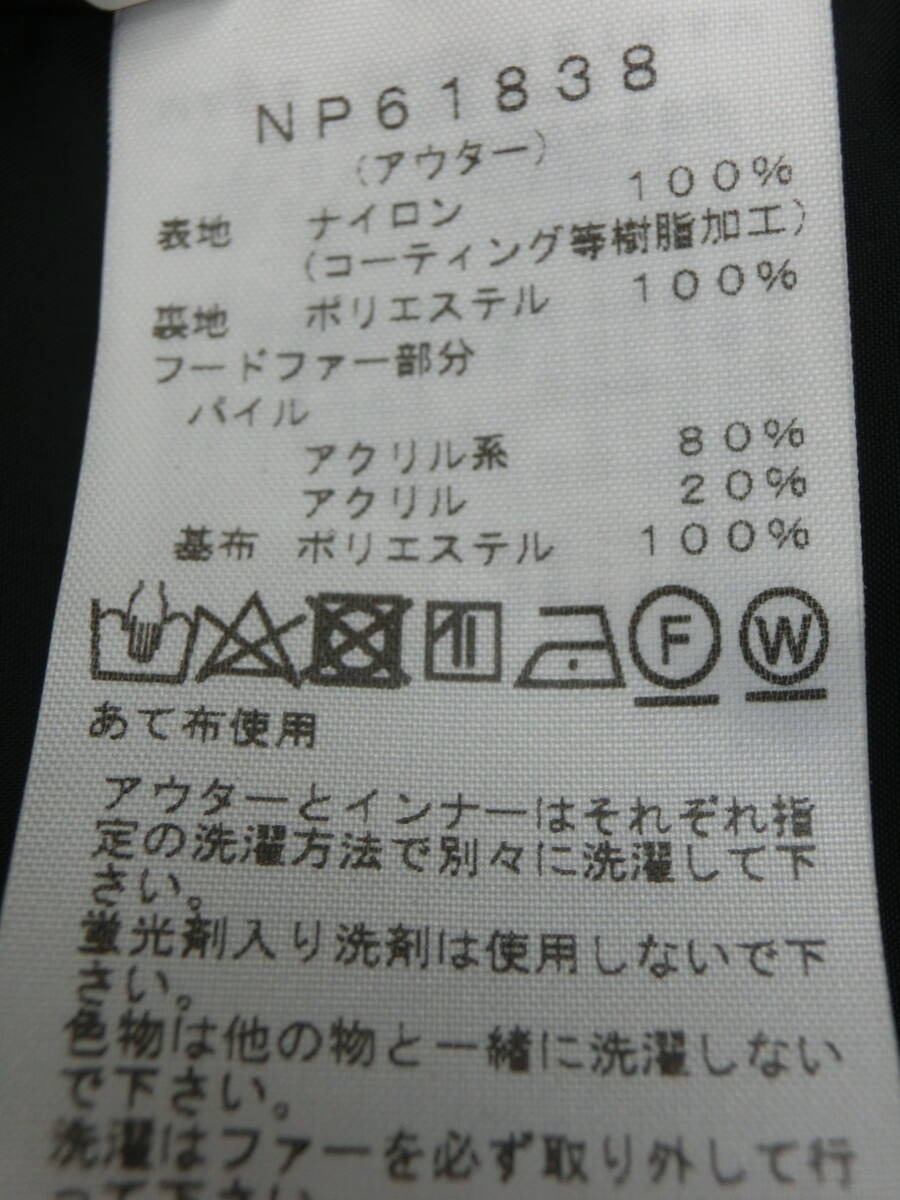 NP61838
(アウター)
表地 ナイロン 100%
(コーティング等樹脂加工)
裏地 ポリエステル 100%
フードファー部分
パイル
アクリル系 80%
アクリル 20%
基布 ポリエステル 100%
F W
あて布使用
アウターとインナーはそれぞれ指
定の洗濯方法で別々に洗濯して下
さい。
蛍光剤入り洗剤は使用しないで下
さい。
色物は他の物と一緒に洗濯しない
で下さい。
洗濯はファーを必ず取り外して行
って下さい